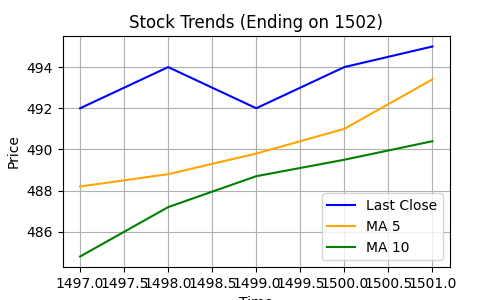 Stock Trends (Ending on 1502)
Price
494
492
490
488
486
Last Close
MA 5
MA 10
1497.0 1497.5 1498.0 1498.5 1499.0 1499.5 1500.0 1500.5 1501.0
Time